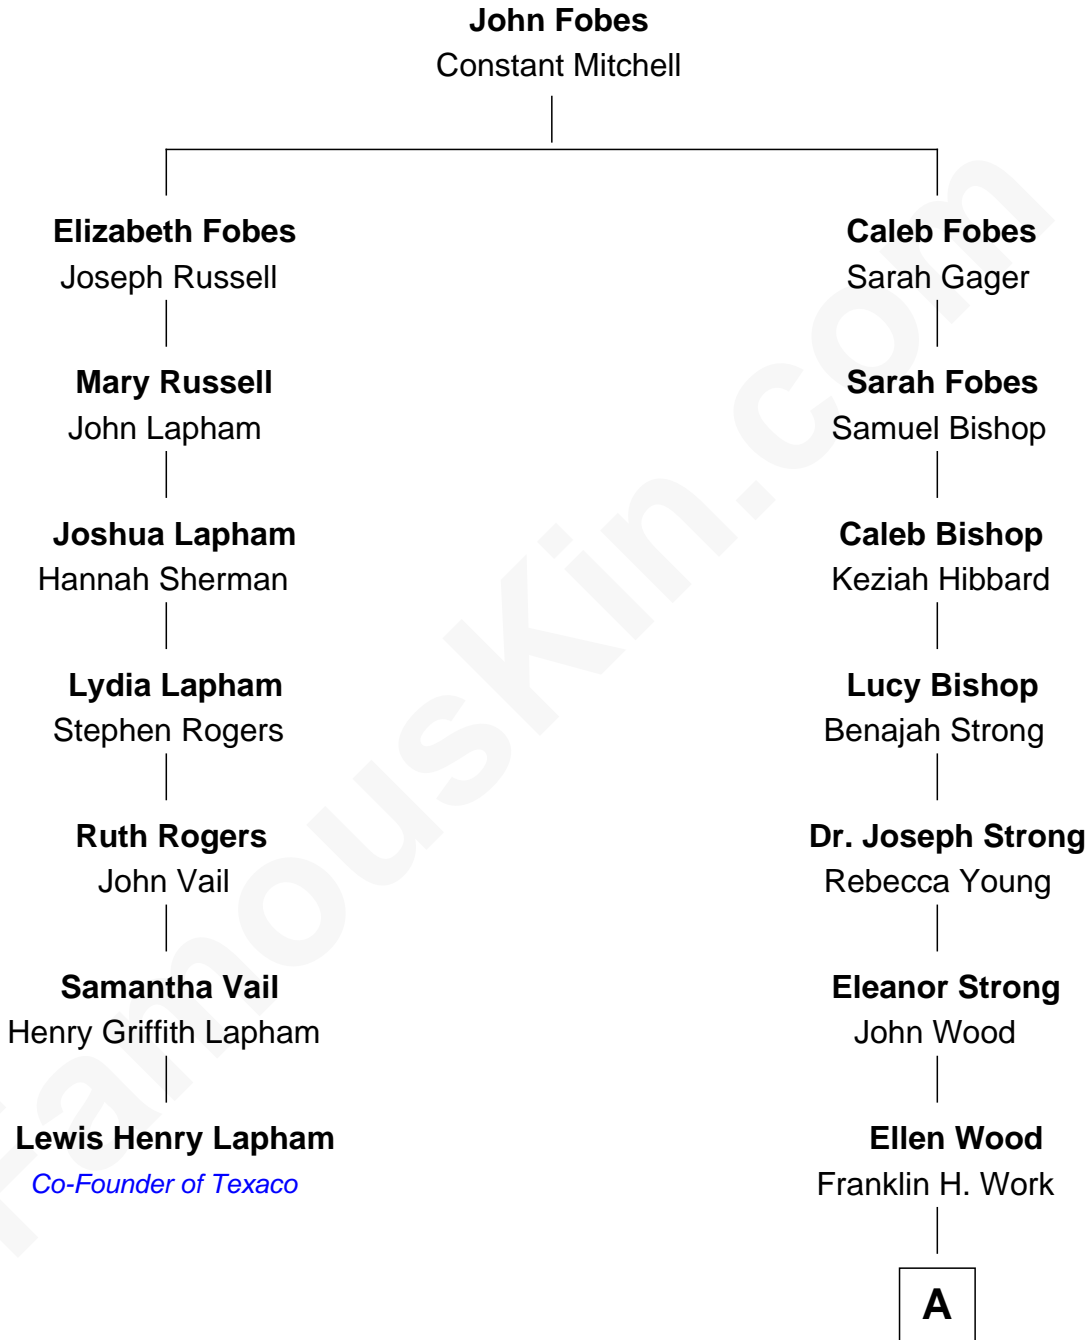 John Fobes
Constant Mitchell
Elizabeth Fobes
Joseph Russell
Caleb Fobes
Sarah Gager
Mary Russell
John Lapham
Sarah Fobes
Samuel Bishop
Joshua Lapham
Hannah Sherman
Caleb Bishop
Keziah Hibbard
Lydia Lapham
Stephen Rogers
Lucy Bishop
Benajah Strong
Ruth Rogers
John Vail
Dr. Joseph Strong
Rebecca Young
Samantha Vail
Henry Griffith Lapham
Eleanor Strong
John Wood
Lewis Henry Lapham
Co-Founder of Texaco
Ellen Wood
Franklin H. Work
A
FamousKin.com